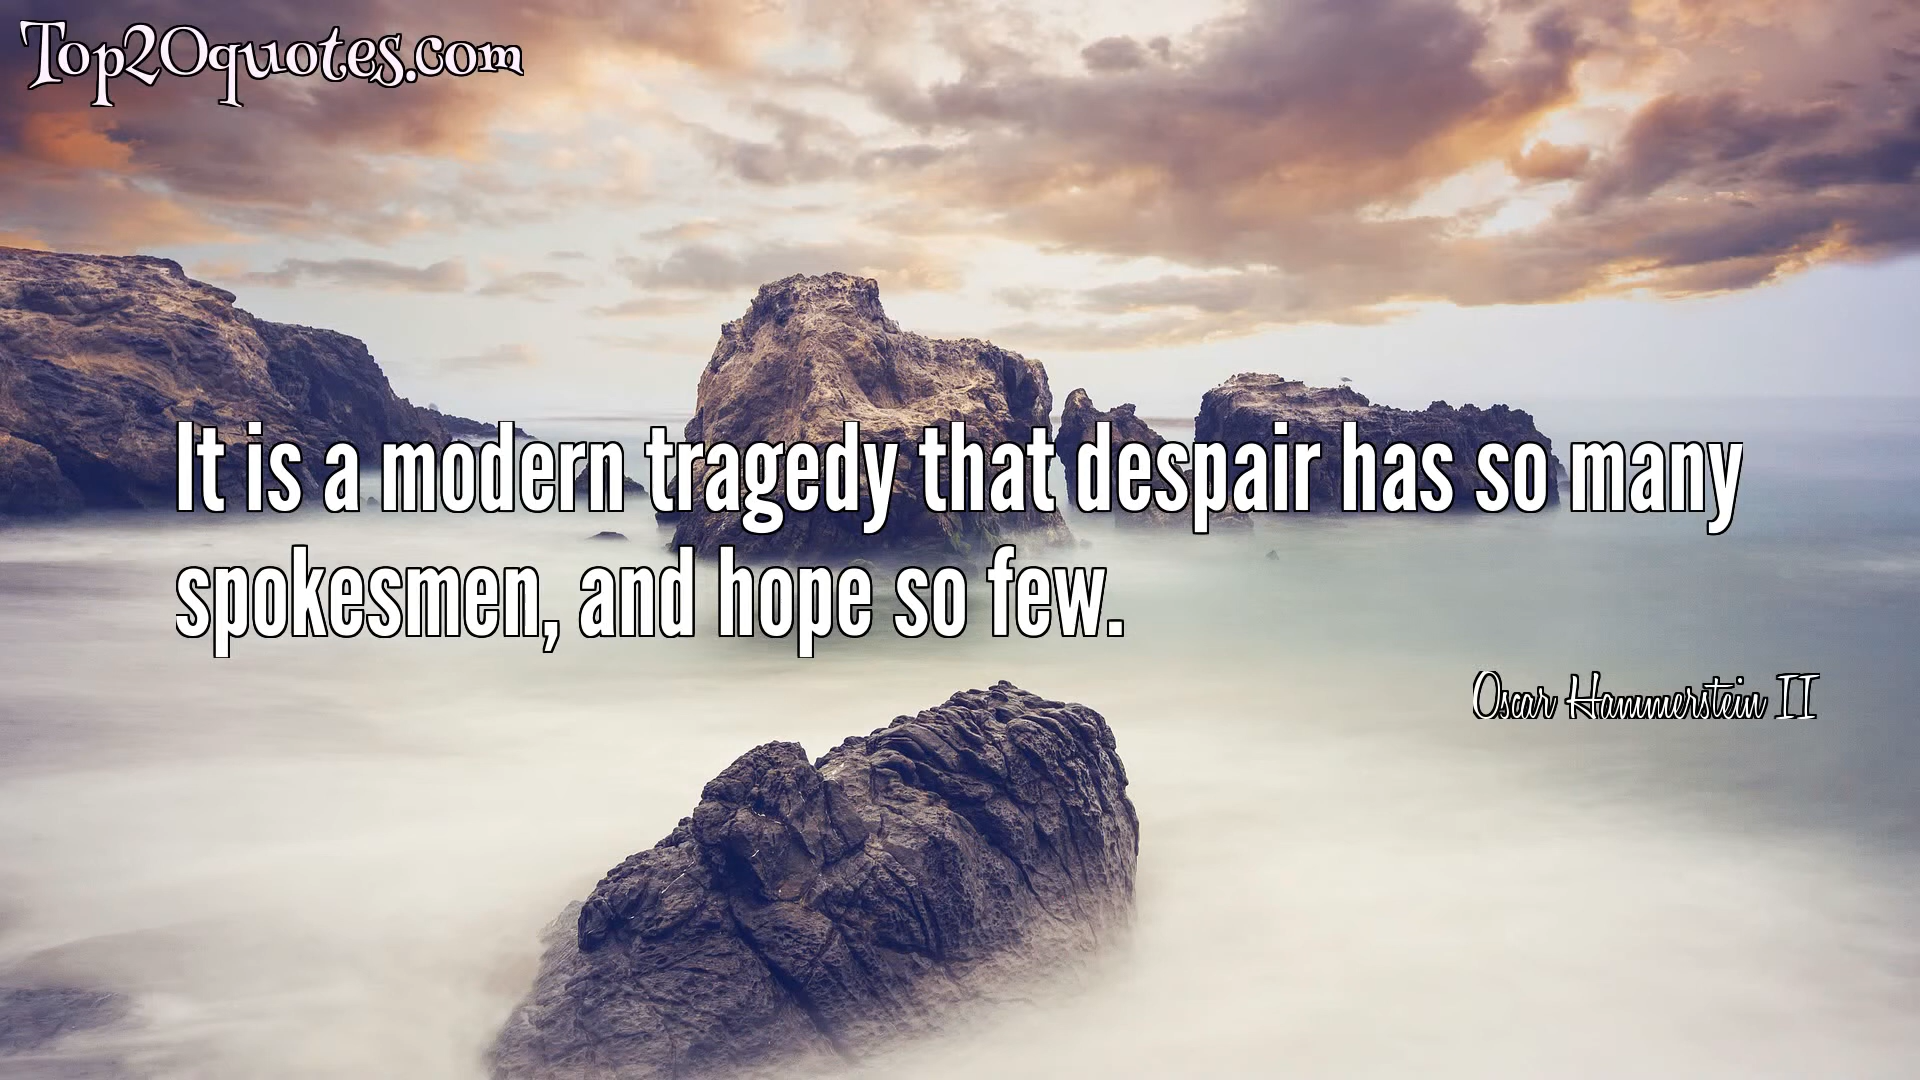 Top20quotes.com
It is a modern tragedy that despair has so many
spokesmen, and hope so few.
Oscar Hammerstein II